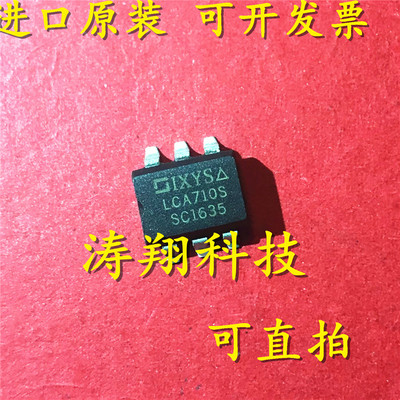 进口原装 可开发票
IXYS
LCA710S
SC1635
涛翔科技
可直拍